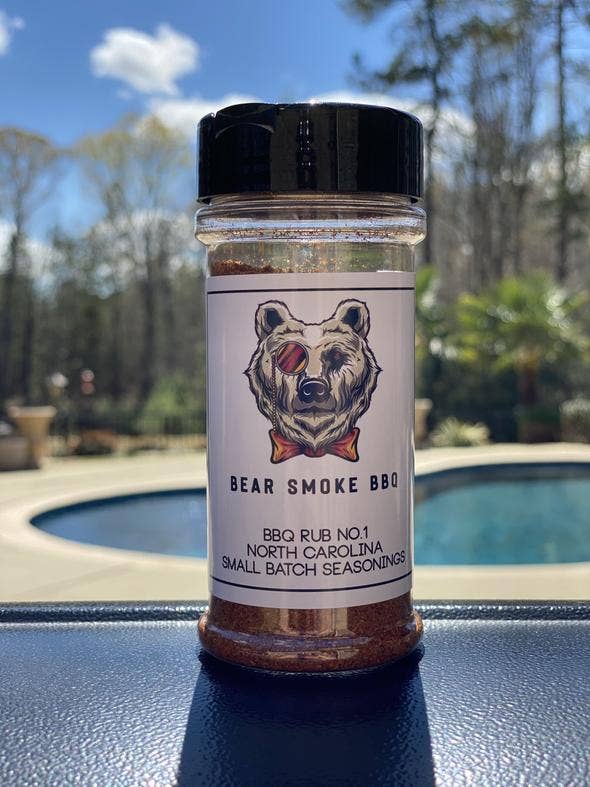 BEAR SMOKE BBQ
BBQ RUB NO.1
NORTH CAROLINA
SMALL BATCH SEASONINGS